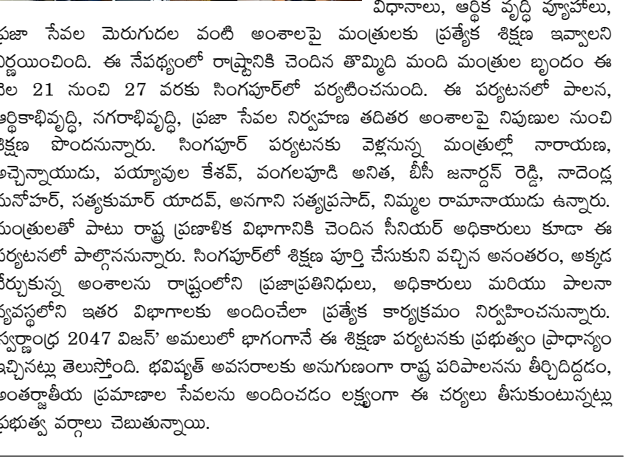 విధానాలు, ఆర్థిక వృద్ధి వ్యూహాలు,
ప్రజా సేవల మెరుగుదల వంటి అంశాలపై మంత్రులకు ప్రత్యేక శిక్షణ ఇవ్వాలని
నిర్ణయించింది. ఈ నేపథ్యంలో రాష్ట్రానికి చెందిన తొమ్మిది మంది మంత్రుల బృందం ఈ
నెల 21 నుంచి 27 వరకు సింగపూర్‌లో పర్యటించనుంది. ఈ పర్యటనలో పాలన,
ఆర్థికాభివృద్ధి, నగరాభివృద్ధి, ప్రజా సేవల నిర్వహణ తదితర అంశాలపై నిపుణుల నుంచి
శిక్షణ పొందనున్నారు. సింగపూర్ పర్యటనకు వెళ్లనున్న మంత్రుల్లో నారాయణ,
అచ్చెన్నాయుడు, పయ్యావుల కేశవ్, వంగలపూడి అనిత, బీసీ జనార్దన్ రెడ్డి, నాదెండ్ల
మనోహర్, సత్యకుమార్ యాదవ్, అనగాని సత్యప్రసాద్, నిమ్మల రామానాయుడు ఉన్నారు.
మంత్రులతో పాటు రాష్ట్ర ప్రణాళిక విభాగానికి చెందిన సీనియర్ అధికారులు కూడా ఈ
పర్యటనలో పాల్గొననున్నారు. సింగపూర్‌లో శిక్షణ పూర్తి చేసుకుని వచ్చిన అనంతరం, అక్కడ
నేర్చుకున్న అంశాలను రాష్ట్రంలోని ప్రజాప్రతినిధులు, అధికారులు మరియు పాలనా
వ్యవస్థలోని ఇతర విభాగాలకు అందించేలా ప్రత్యేక కార్యక్రమం నిర్వహించనున్నారు.
'స్వర్ణాంధ్ర 2047 విజన్' అమలులో భాగంగానే ఈ శిక్షణా పర్యటనకు ప్రభుత్వం ప్రాధాన్యం
ఇచ్చినట్లు తెలుస్తోంది. భవిష్యత్ అవసరాలకు అనుగుణంగా రాష్ట్ర పరిపాలనను తీర్చిదిద్దడం,
అంతర్జాతీయ ప్రమాణాల సేవలను అందించడం లక్ష్యంగా ఈ చర్యలు తీసుకుంటున్నట్లు
ప్రభుత్వ వర్గాలు చెబుతున్నాయి.